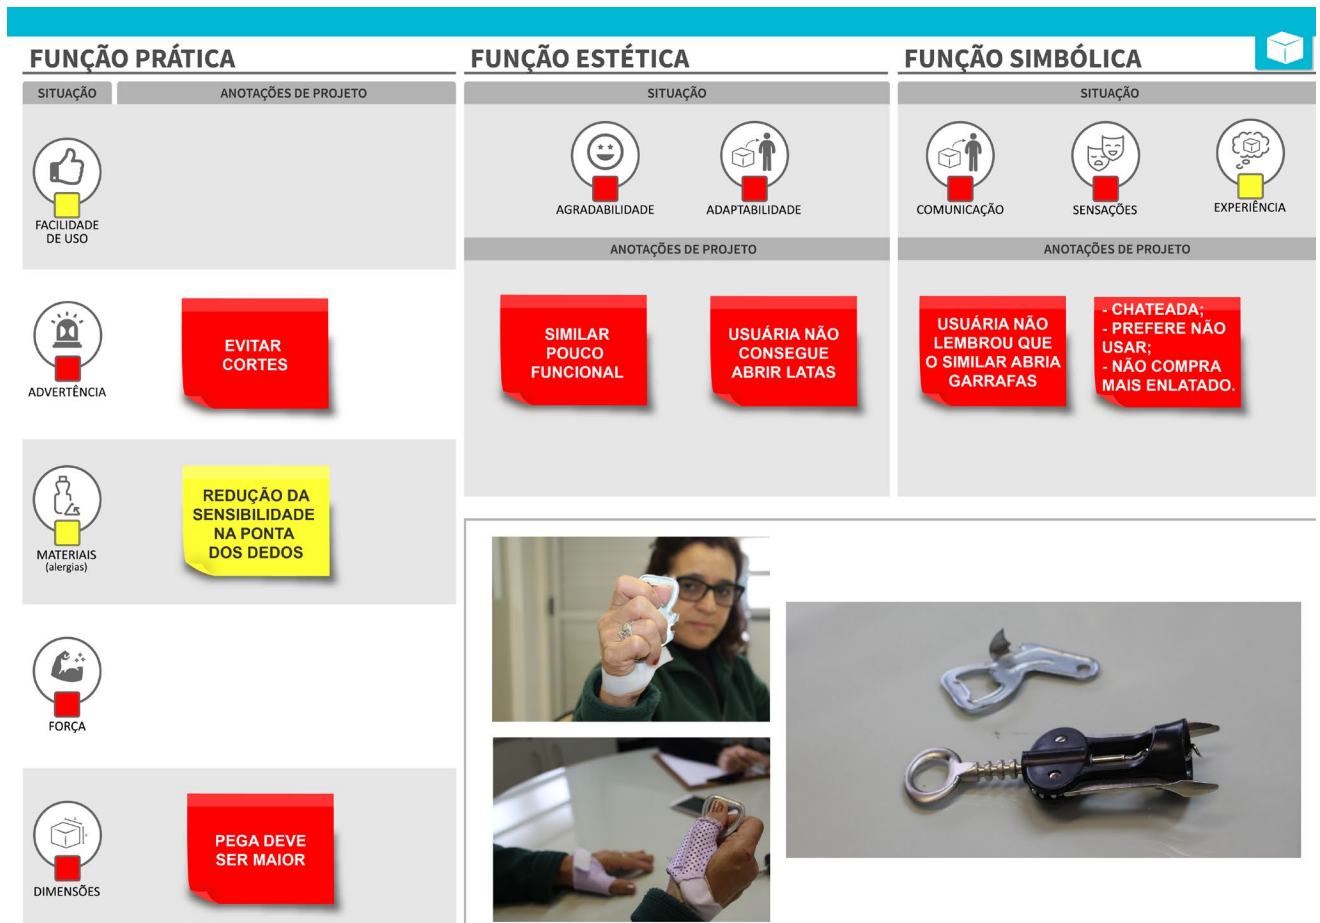 FUNÇÃO PRÁTICA
SITUAÇÃO
ANOTAÇÕES DE PROJETO
FACILIDADE
DE USO
ADVERTÊNCIA
EVITAR
CORTES
MATERIAIS
(alergias)
REDUÇÃO DA
SENSIBILIDADE
NA PONTA
DOS DEDOS
FORÇA
DIMENSÕES
PEGA DEVE
SER MAIOR
FUNÇÃO ESTÉTICA
SITUAÇÃO
AGRADABILIDADE
ADAPTABILIDADE
ANOTAÇÕES DE PROJETO
SIMILAR
POUCO
FUNCIONAL
USUÁRIA NÃO
CONSEGUE
ABRIR LATAS
FUNÇÃO SIMBÓLICA
SITUAÇÃO
COMUNICAÇÃO
SENSAÇÕES
EXPERIÊNCIA
ANOTAÇÕES DE PROJETO
USUÁRIA NÃO
LEMBROU QUE
O SIMILAR ABRIA
GARRAFAS
- CHATEADA;
- PREFERE NÃO
USAR;
- NÃO COMPRA
MAIS ENLATADO.